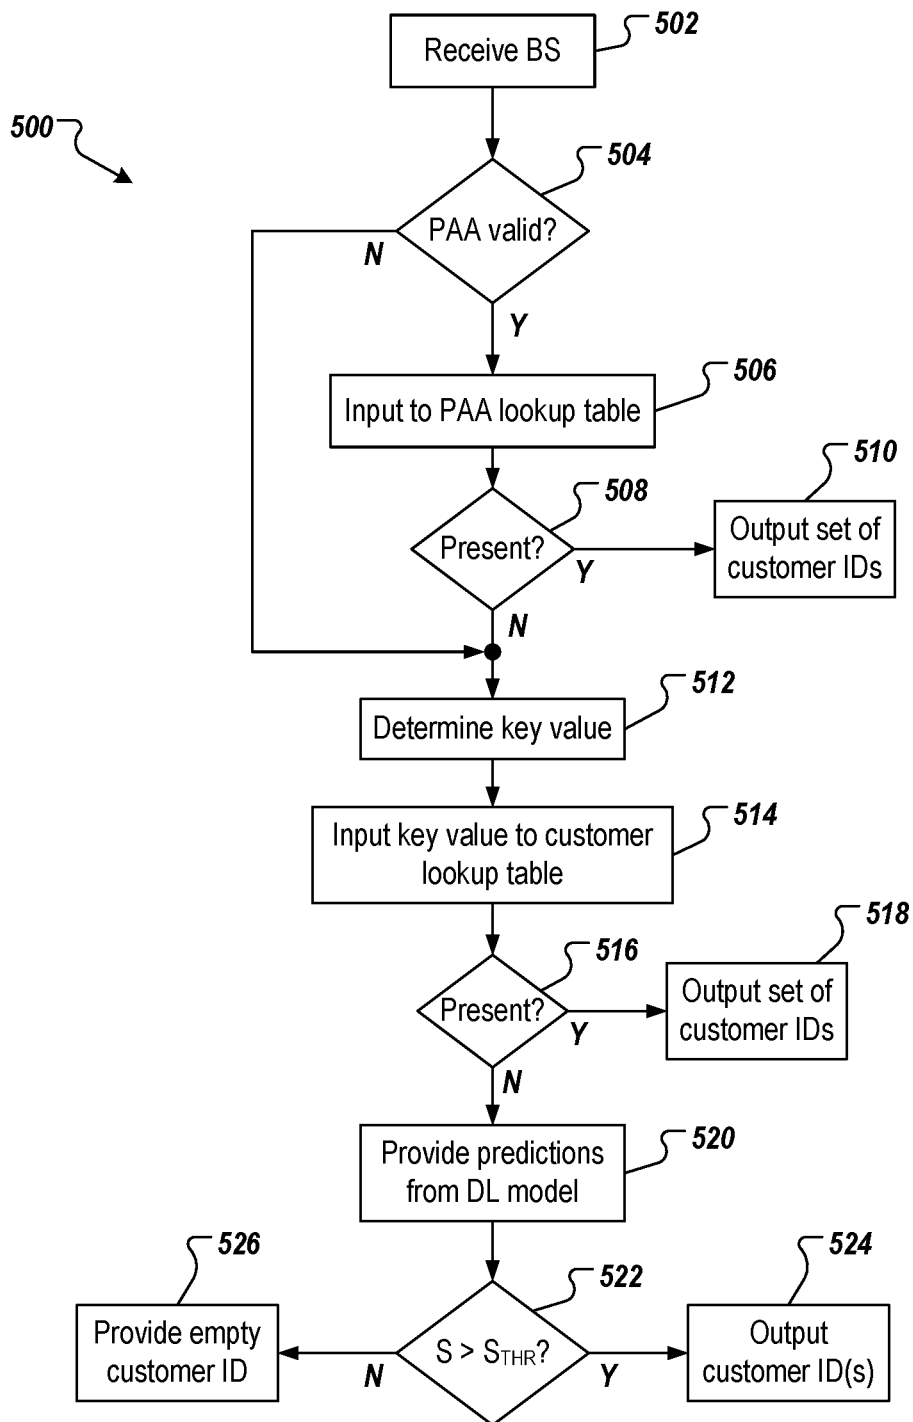 Receive BS
502
500
504
PAA valid?
N
Y
506
Input to PAA lookup table
510
508
Output set of
customer IDs
Present?
Y
N
512
Determine key value
514
Input key value to customer
lookup table
518
516
Output set of
customer IDs
Present?
Y
N
520
Provide predictions
from DL model
526
524
522
Provide empty
customer ID
S > STHR?
Output
customer ID(s)
N
Y